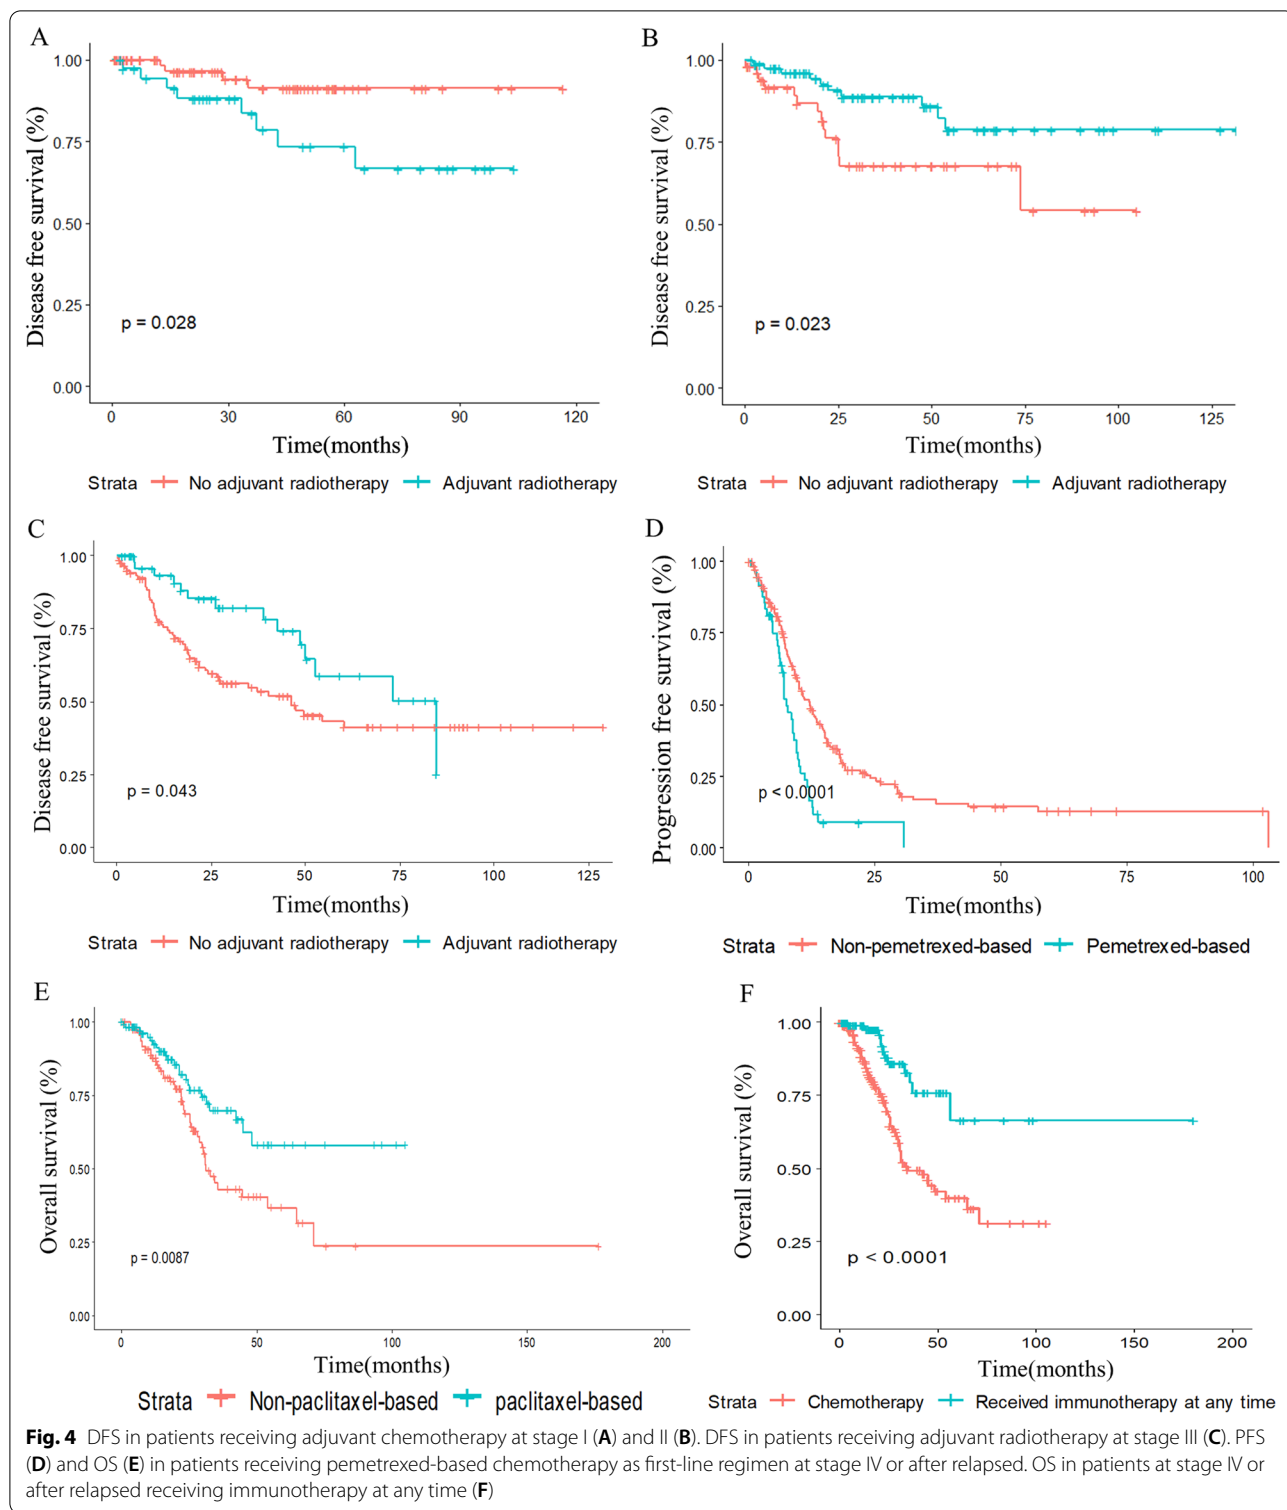 A
Disease free survival (%)
1.00
0.75
0.50
0.25
0.00
p = 0.028
0 30 60 90 120
Time(months)
Strata No adjuvant radiotherapy Adjuvant radiotherapy
B
Disease free survival (%)
1.00
0.75
0.50
0.25
0.00
p = 0.023
0 25 50 75 100 125
Time(months)
Strata No adjuvant radiotherapy Adjuvant radiotherapy
C
Disease free survival (%)
1.00
0.75
0.50
0.25
0.00
p = 0.043
0 25 50 75 100 125
Time(months)
Strata No adjuvant radiotherapy Adjuvant radiotherapy
D
Progression free survival (%)
1.00
0.75
0.50
0.25
0.00
p < 0.0001
0 25 50 75 100
Time(months)
Strata Non-pemetrexed-based Pemetrexed-based
E
Overall survival (%)
1.00
0.75
0.50
0.25
0.00
p = 0.0087
0 50 100 150 200
Time(months)
Strata Non-paclitaxel-based paclitaxel-based
F
Overall survival (%)
1.00
0.75
0.50
0.25
0.00
p < 0.0001
0 50 100 150 200
Time(months)
Strata Chemotherapy Received immunotherapy at any time
Fig. 4 DFS in patients receiving adjuvant chemotherapy at stage I (A) and II (B). DFS in patients receiving adjuvant radiotherapy at stage III (C). PFS
(D) and OS (E) in patients receiving pemetrexed-based chemotherapy as first-line regimen at stage IV or after relapsed. OS in patients at stage IV or
after relapsed receiving immunotherapy at any time (F)